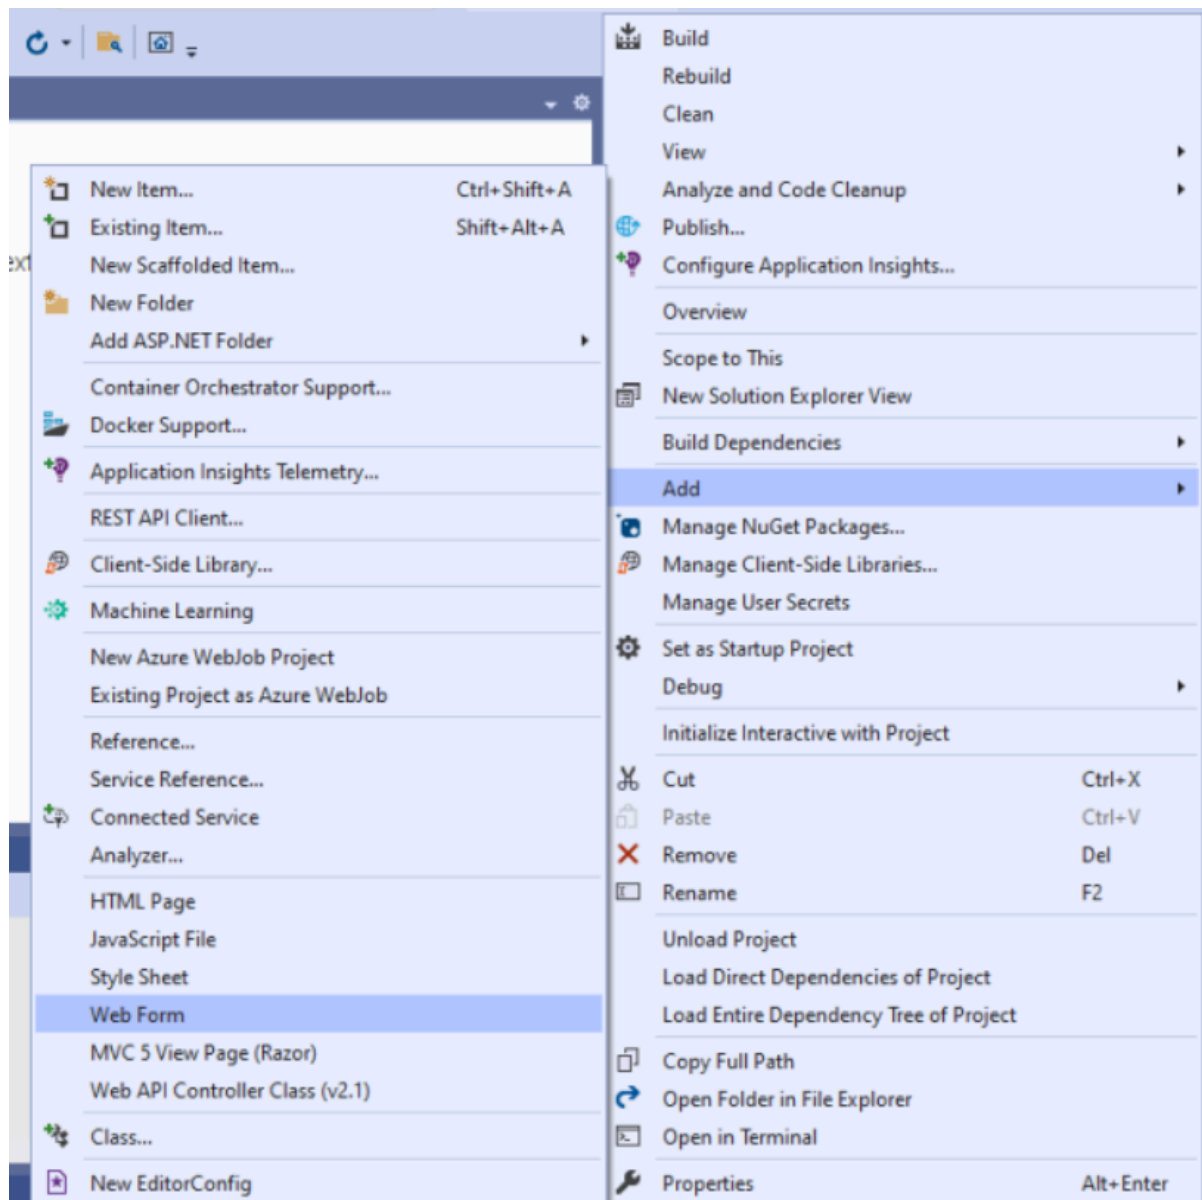 Build
Rebuild
Clean
View
Analyze and Code Cleanup
Publish...
Configure Application Insights...
Overview
Scope to This
New Solution Explorer View
Build Dependencies
Add
Manage NuGet Packages...
Manage Client-Side Libraries...
Manage User Secrets
Set as Startup Project
Debug
Initialize Interactive with Project
Cut Ctrl+X
Paste Ctrl+V
Remove Del
Rename F2
Unload Project
Load Direct Dependencies of Project
Load Entire Dependency Tree of Project
Copy Full Path
Open Folder in File Explorer
Open in Terminal
Properties Alt+Enter
New Item... Ctrl+Shift+A
Existing Item... Shift+Alt+A
New Scaffolded Item...
New Folder
Add ASP.NET Folder
Container Orchestrator Support...
Docker Support...
Application Insights Telemetry...
REST API Client...
Client-Side Library...
Machine Learning
New Azure WebJob Project
Existing Project as Azure WebJob
Reference...
Service Reference...
Connected Service
Analyzer...
HTML Page
JavaScript File
Style Sheet
Web Form
MVC 5 View Page (Razor)
Web API Controller Class (v2.1)
Class...
New EditorConfig